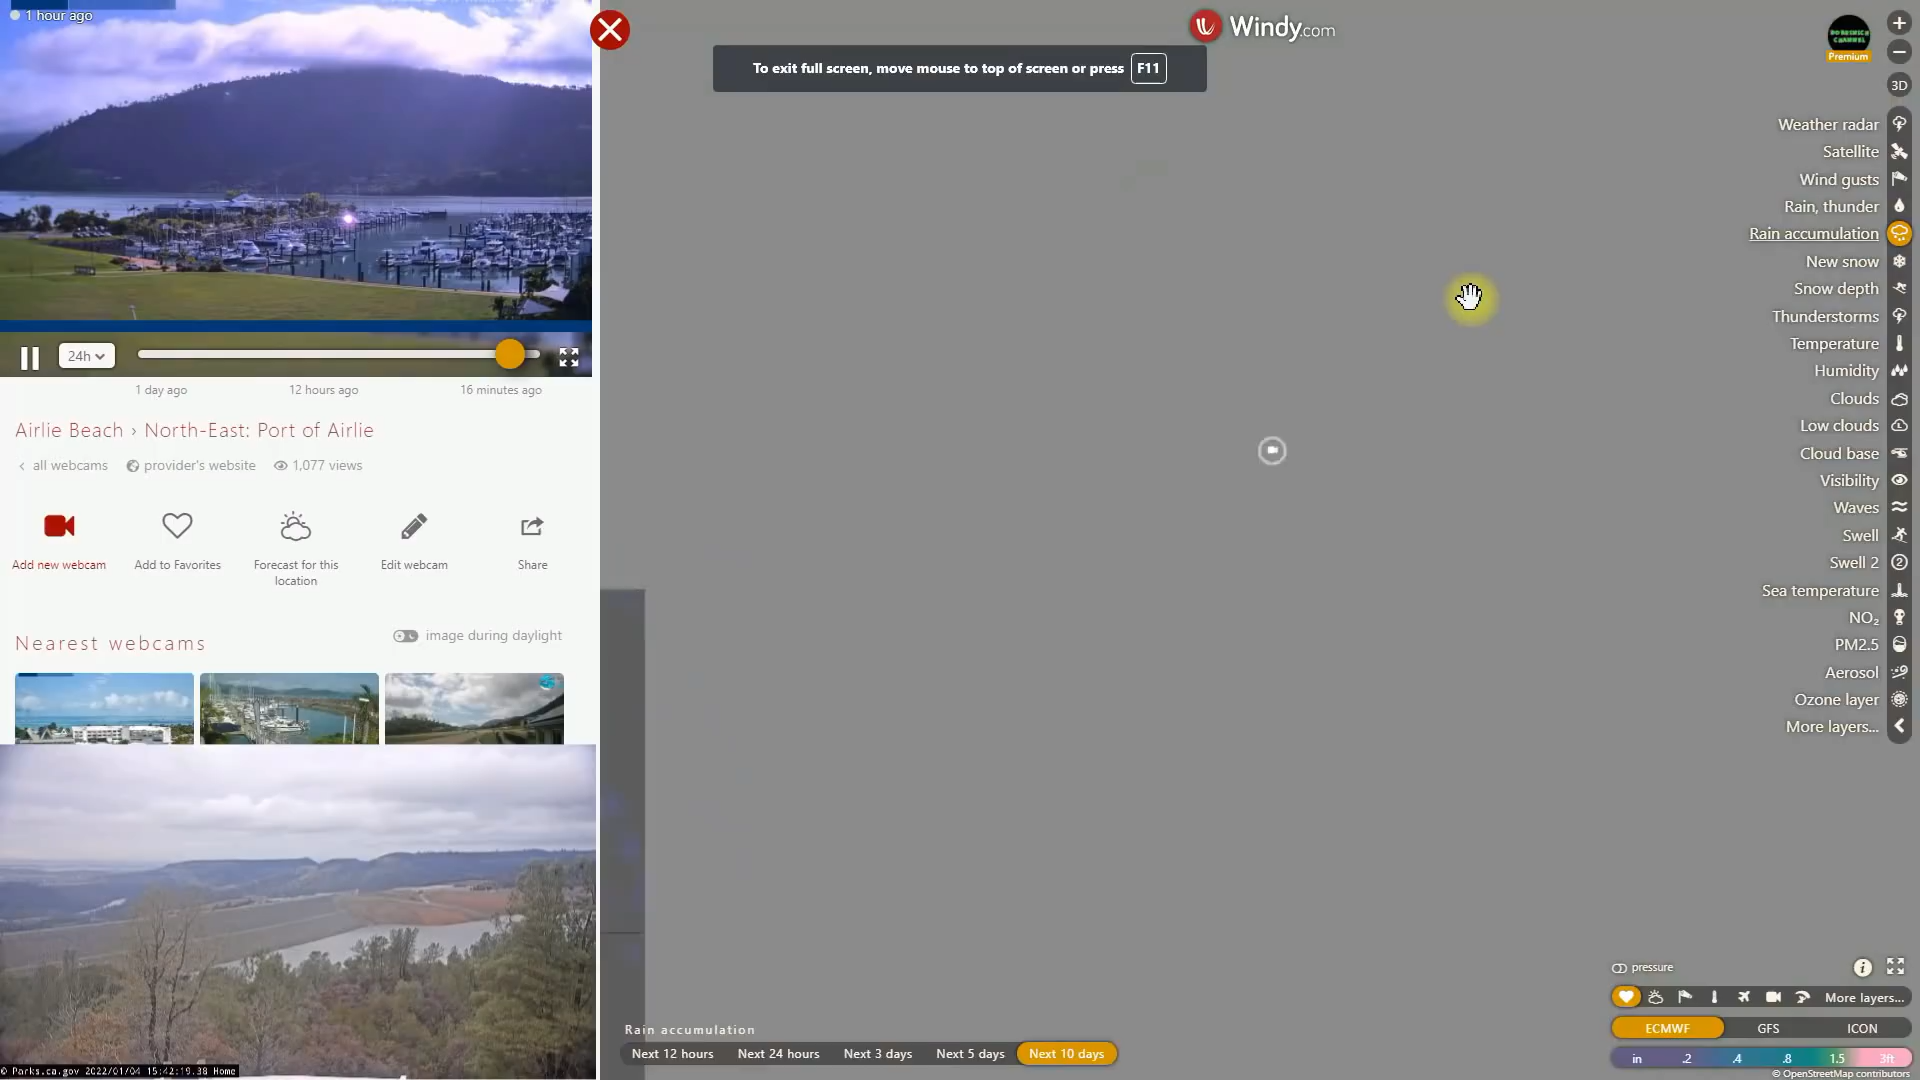 1 hour ago
Windy.com
To exit full screen, move mouse to top of screen or press F11
DO RESEARCH CHANNEL
Premium
+
−
3D
Weather radar
Satellite
Wind gusts
Rain, thunder
Rain accumulation
New snow
Snow depth
Thunderstorms
Temperature
Humidity
Clouds
Low clouds
Cloud base
Visibility
Waves
Swell
Swell 2
Sea temperature
NO₂
PM2.5
Aerosol
Ozone layer
More layers...
24h
1 day ago
12 hours ago
16 minutes ago
Airlie Beach › North-East: Port of Airlie
all webcams
provider's website
1,077 views
Add new webcam
Add to Favorites
Forecast for this
location
Edit webcam
Share
Nearest webcams
image during daylight
© Parks.ca.gov 2022/01/04 15:42:19.38 Home
Rain accumulation
Next 12 hours
Next 24 hours
Next 3 days
Next 5 days
Next 10 days
pressure
More layers...
ECMWF
GFS
ICON
in .2 .4 .8 1.5 3ft
© OpenStreetMap contributors